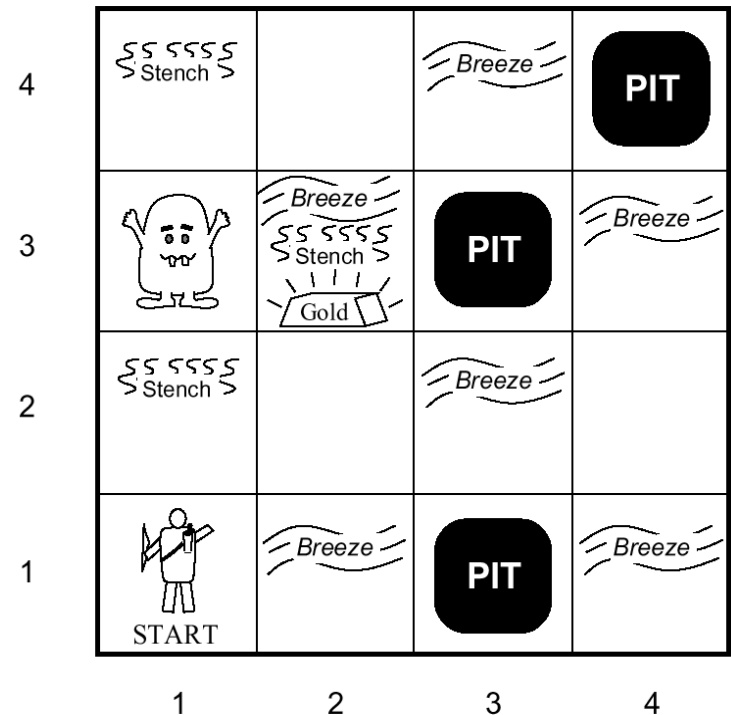 4
Stench
Breeze
PIT
3
Breeze
Stench
Gold
PIT
Breeze
2
Stench
Breeze
1
START
Breeze
PIT
Breeze
1 2 3 4